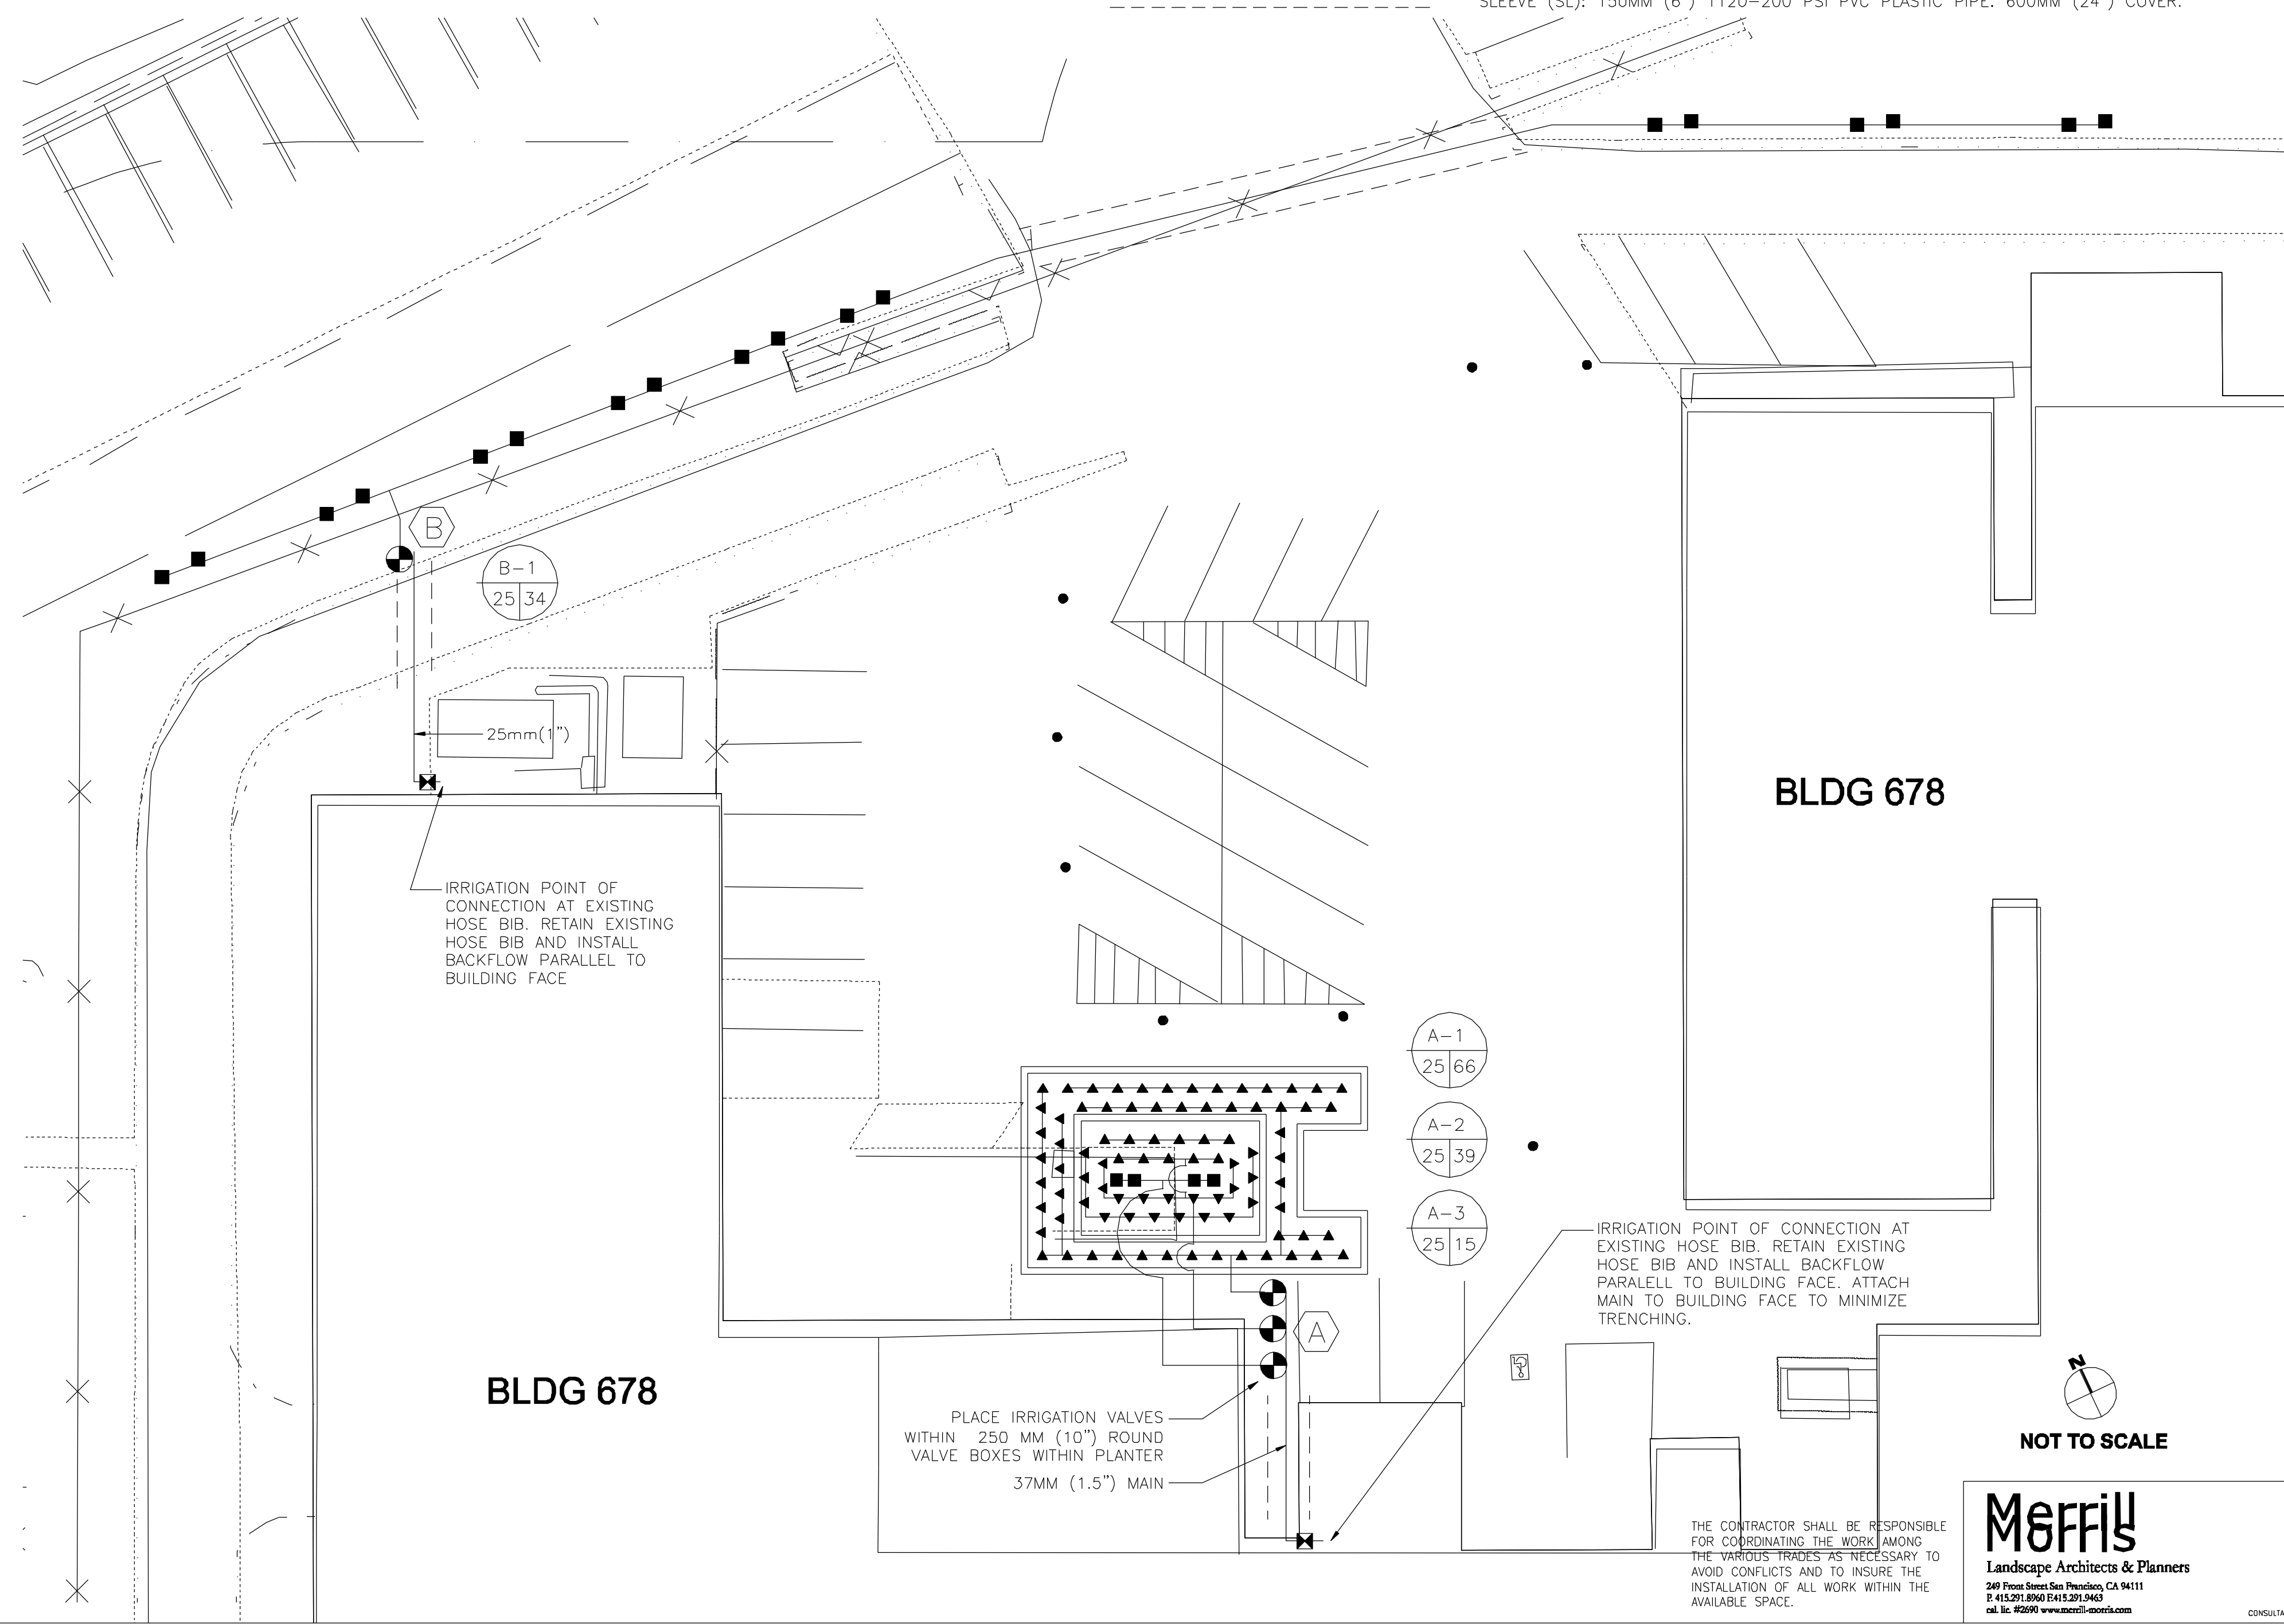 SLEEVE (SL): 150MM (6") 1120-200 PSI PVC PLASTIC PIPE. 600MM (24") COVER.
B
B-1
25 34
25mm(1")
BLDG 678
IRRIGATION POINT OF
CONNECTION AT EXISTING
HOSE BIB. RETAIN EXISTING
HOSE BIB AND INSTALL
BACKFLOW PARALLEL TO
BUILDING FACE
A-1
25 66
A-2
25 39
A-3
25 15
IRRIGATION POINT OF CONNECTION AT
EXISTING HOSE BIB. RETAIN EXISTING
HOSE BIB AND INSTALL BACKFLOW
PARALELL TO BUILDING FACE. ATTACH
MAIN TO BUILDING FACE TO MINIMIZE
TRENCHING.
A
BLDG 678
PLACE IRRIGATION VALVES
WITHIN 250 MM (10") ROUND
VALVE BOXES WITHIN PLANTER
37MM (1.5") MAIN
N
NOT TO SCALE
THE CONTRACTOR SHALL BE RESPONSIBLE
FOR COORDINATING THE WORK AMONG
THE VARIOUS TRADES AS NECESSARY TO
AVOID CONFLICTS AND TO INSURE THE
INSTALLATION OF ALL WORK WITHIN THE
AVAILABLE SPACE.
Merrill
Morris
Landscape Architects & Planners
249 Front Street San Francisco, CA 94111
P. 415.291.8960 F.415.291.9463
cal. lic. #2690 www.merrill-morris.com